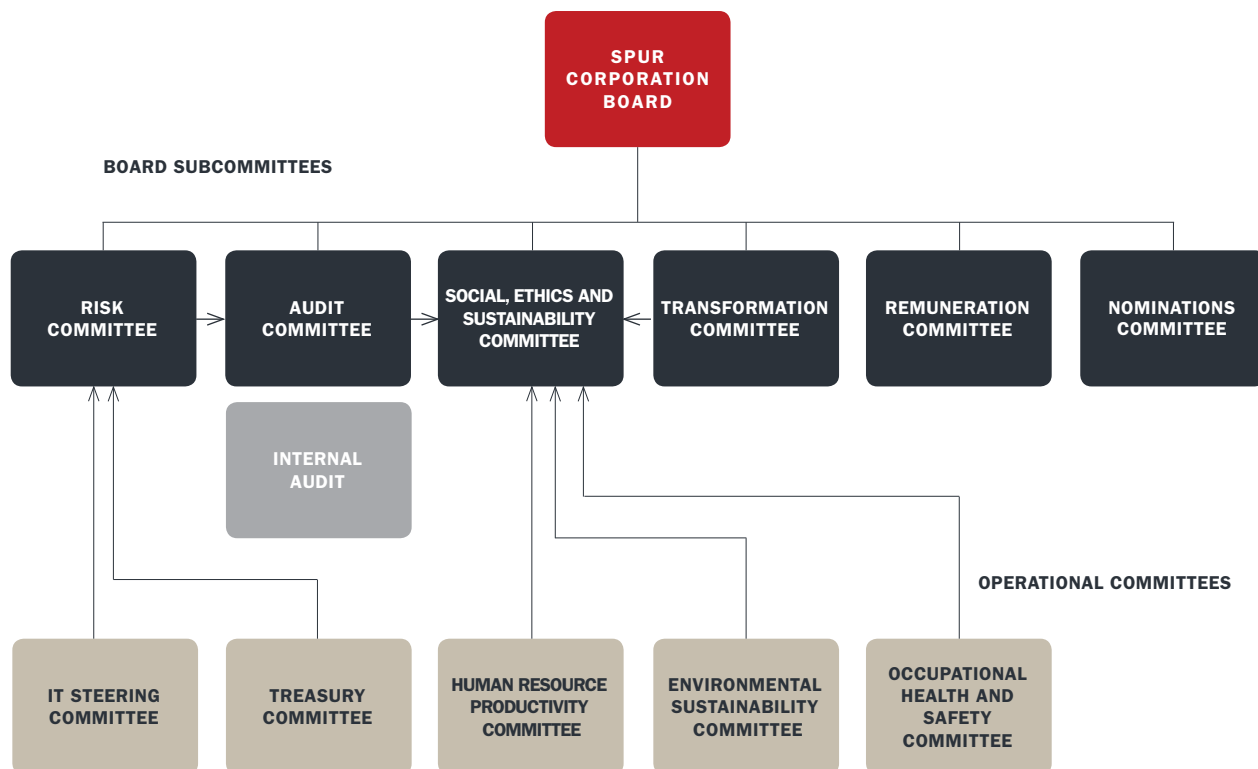 SPUR
CORPORATION
BOARD
BOARD SUBCOMMITTEES
RISK
COMMITTEE
AUDIT
COMMITTEE
SOCIAL, ETHICS AND
SUSTAINABILITY
COMMITTEE
TRANSFORMATION
COMMITTEE
REMUNERATION
COMMITTEE
NOMINATIONS
COMMITTEE
INTERNAL
AUDIT
OPERATIONAL COMMITTEES
IT STEERING
COMMITTEE
TREASURY
COMMITTEE
HUMAN RESOURCE
PRODUCTIVITY
COMMITTEE
ENVIRONMENTAL
SUSTAINABILITY
COMMITTEE
OCCUPATIONAL
HEALTH AND
SAFETY
COMMITTEE